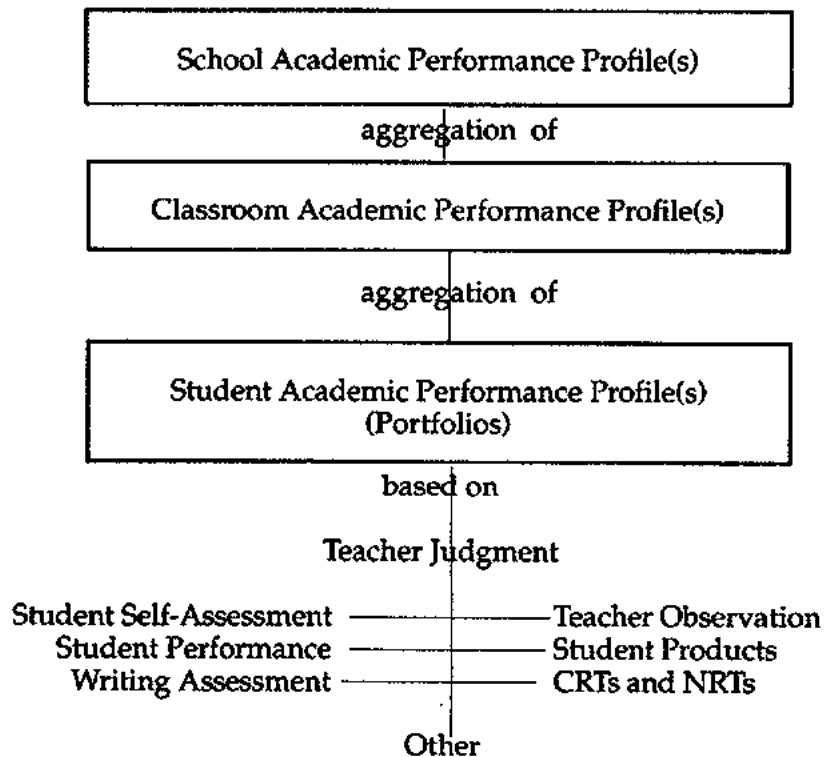 School Academic Performance Profile(s)
aggregation of
Classroom Academic Performance Profile(s)
aggregation of
Student Academic Performance Profile(s)
(Portfolios)
based on
Teacher Judgment
Student Self-Assessment Teacher Observation
Student Performance Student Products
Writing Assessment CRTs and NRTs
Other